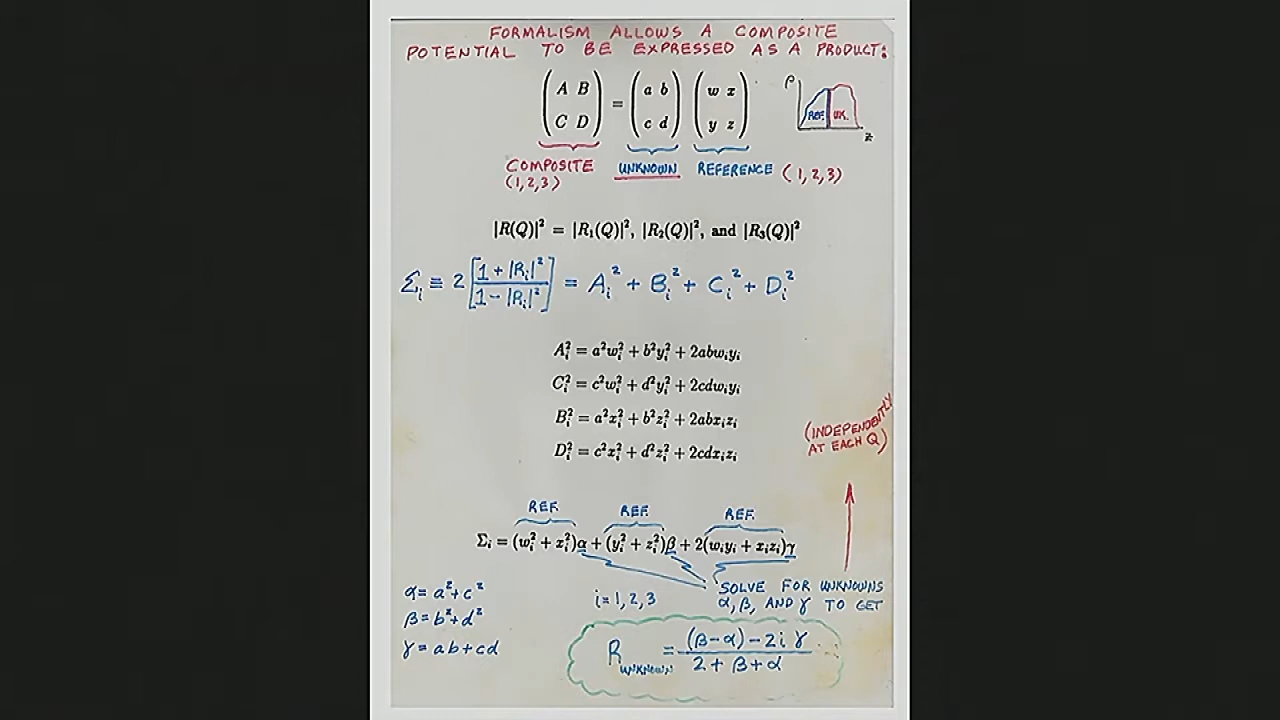 FORMALISM ALLOWS A COMPOSITE
POTENTIAL TO BE EXPRESSED AS A PRODUCT:
( A B ) = ( a b ) ( w x ) ρ
( C D ) ( c d ) ( y z ) REF. UK. z
COMPOSITE UNKNOWN REFERENCE (1,2,3)
(1,2,3)
|R(Q)|² = |R₁(Q)|², |R₂(Q)|², and |R₃(Q)|²
Σᵢ ≡ 2 [ 1 + |Rᵢ|² / 1 - |Rᵢ|² ] = Aᵢ² + Bᵢ² + Cᵢ² + Dᵢ²
Aᵢ² = a²wᵢ² + b²yᵢ² + 2abwᵢyᵢ
Cᵢ² = c²wᵢ² + d²yᵢ² + 2cdwᵢyᵢ
Bᵢ² = a²xᵢ² + b²zᵢ² + 2abxᵢzᵢ
Dᵢ² = c²xᵢ² + d²zᵢ² + 2cdxᵢzᵢ
(INDEPENDENTLY
AT EACH Q)
REF. REF. REF.
Σᵢ = (wᵢ² + xᵢ²)α + (yᵢ² + zᵢ²)β + 2(wᵢyᵢ + xᵢzᵢ)γ
SOLVE FOR UNKNOWNS
α, β, AND γ TO GET
i = 1, 2, 3
α = a² + c²
β = b² + d²
γ = ab + cd
R UNKNOWN = (β-α) - 2i γ / 2 + β + α